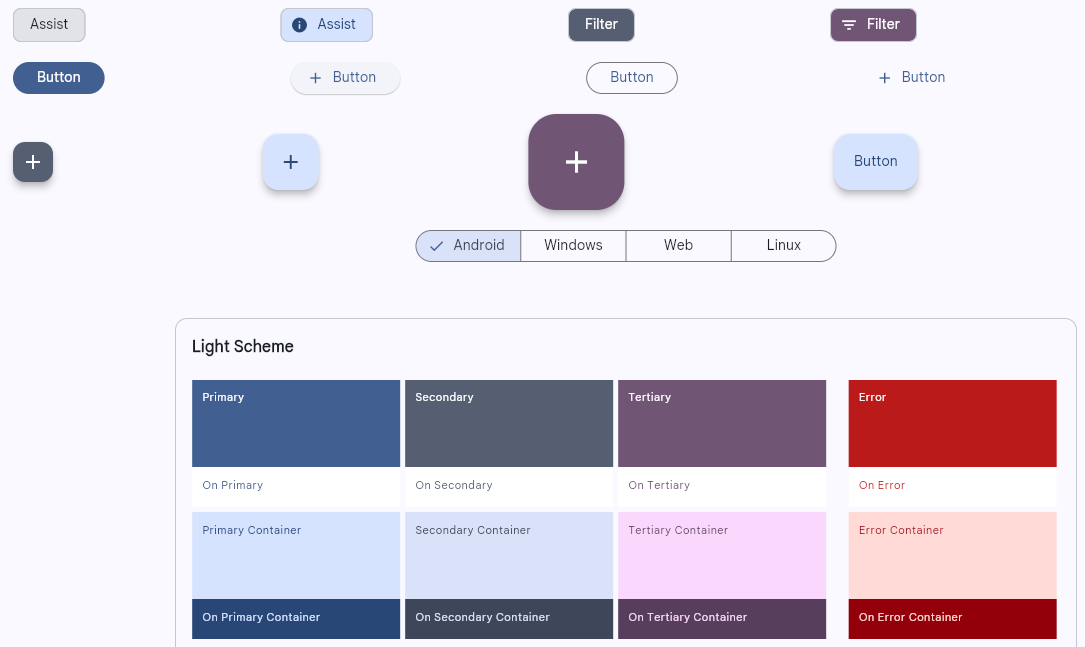 Assist
Assist
Filter
Filter
Button
Button
Button
Button
Button
Android
Windows
Web
Linux
Light Scheme
Primary
Secondary
Tertiary
Error
On Primary
On Secondary
On Tertiary
On Error
Primary Container
Secondary Container
Tertiary Container
Error Container
On Primary Container
On Secondary Container
On Tertiary Container
On Error Container